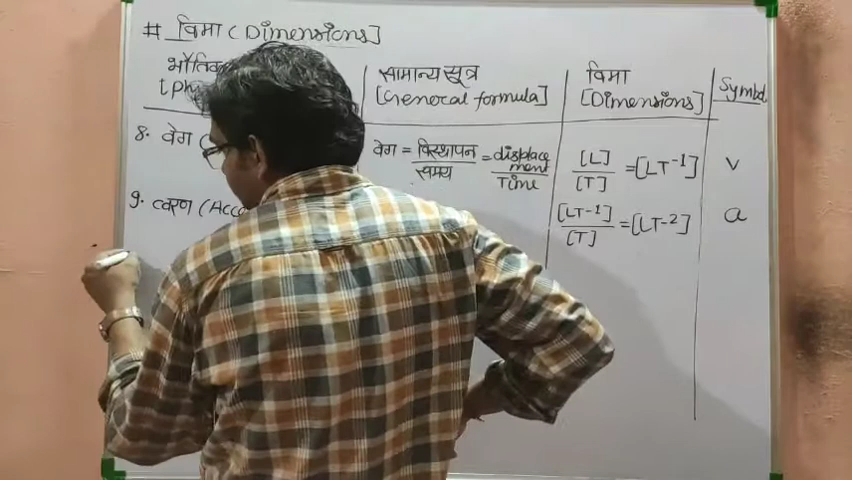 # विमा (Dimensions]
भौतिक सामान्य सूत्र विमा Symbol
[General formula] [Dimensions]
8. वेग वेग = विस्थापन/समय = displacement/Time [L]/[T] = [LT-1] v
9. त्वरण (Acc [LT-1]/[T] = [LT-2] a